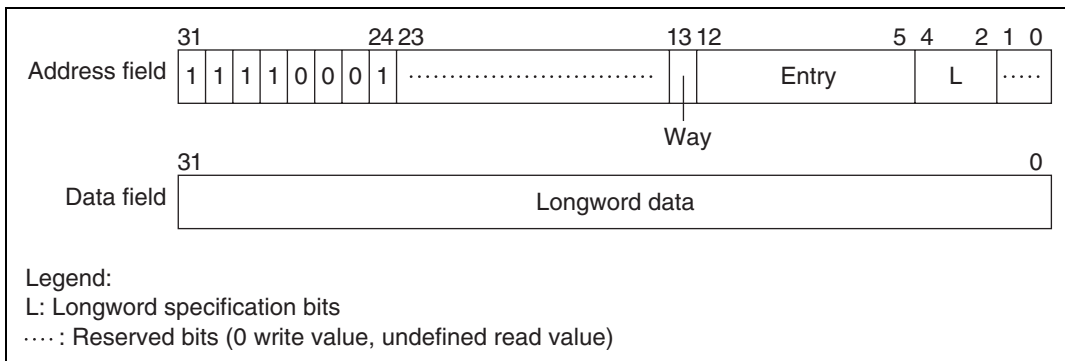 31 24 23 13 12 5 4 2 1 0
Address field 1 1 1 1 0 0 0 1 ............................. Entry L .....
Way
31 0
Data field Longword data
Legend:
L: Longword specification bits
.... : Reserved bits (0 write value, undefined read value)